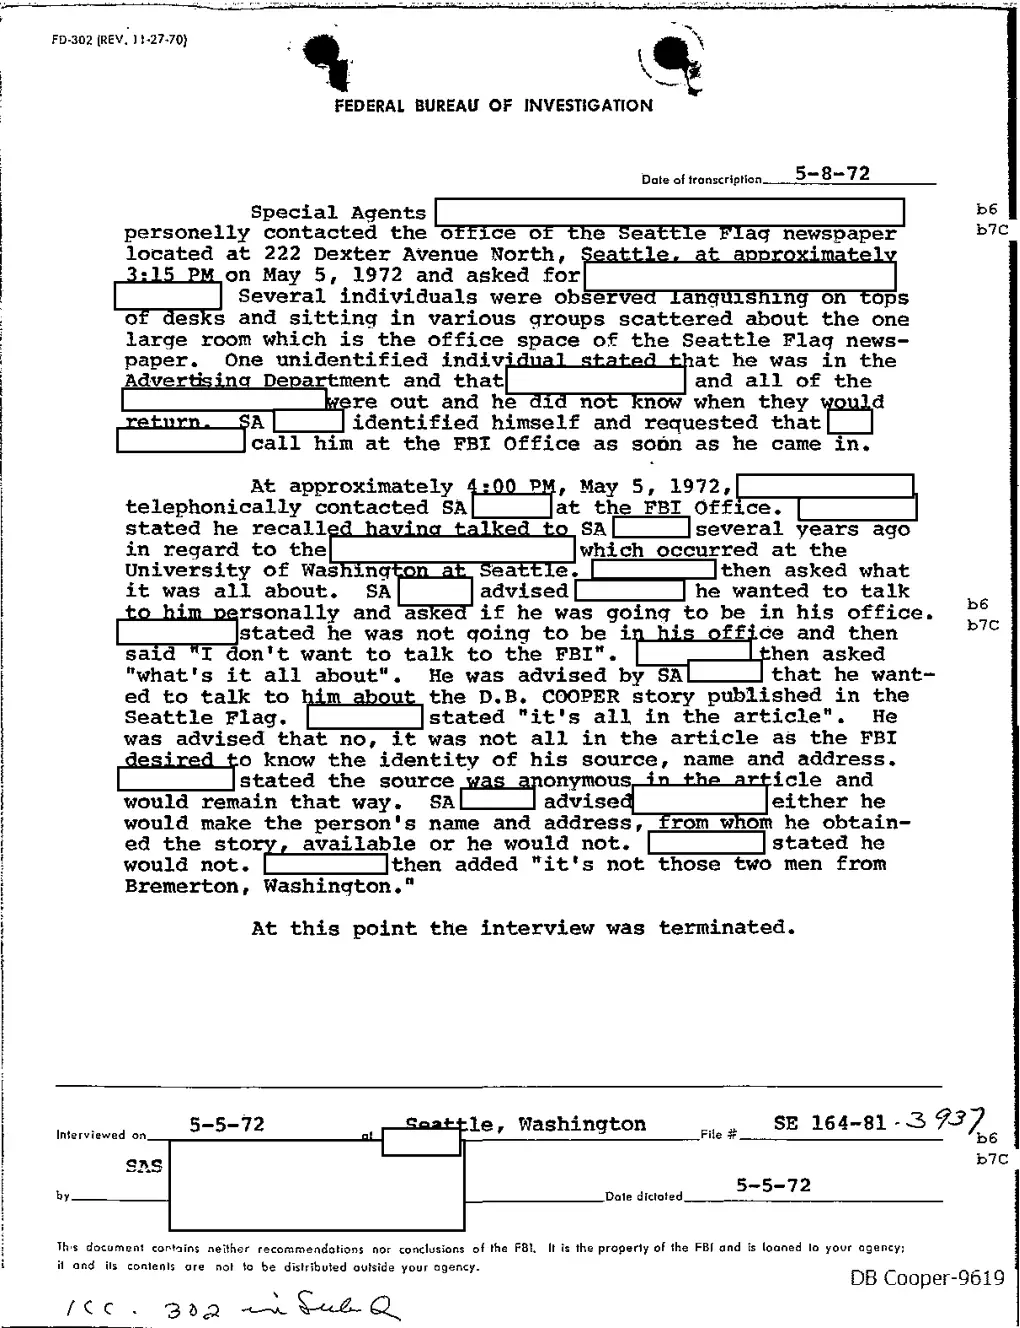 FD-302 (REV. 11-27-70)
FEDERAL BUREAU OF INVESTIGATION
Date of transcription 5-8-72
Special Agents
b6
personelly contacted the office of the Seattle Flag newspaper
b7C
located at 222 Dexter Avenue North, Seattle, at approximately
3:15 PM on May 5, 1972 and asked for
Several individuals were observed languishing on tops
of desks and sitting in various groups scattered about the one
large room which is the office space of the Seattle Flag news-
paper. One unidentified individual stated that he was in the
Advertising Department and that and all of the
were out and he did not know when they would
return. SA identified himself and requested that
call him at the FBI Office as soon as he came in.
At approximately 4:00 PM, May 5, 1972,
telephonically contacted SA at the FBI Office.
stated he recalled having talked to SA several years ago
in regard to the which occurred at the
University of Washington at Seattle. then asked what
it was all about. SA advised he wanted to talk
b6
to him personally and asked if he was going to be in his office.
b7C
stated he was not going to be in his office and then
said "I don't want to talk to the FBI". then asked
"what's it all about". He was advised by SA that he want-
ed to talk to him about the D.B. COOPER story published in the
Seattle Flag. stated "it's all in the article". He
was advised that no, it was not all in the article as the FBI
desired to know the identity of his source, name and address.
stated the source was anonymous in the article and
would remain that way. SA advised either he
would make the person's name and address, from whom he obtain-
ed the story, available or he would not. stated he
would not. then added "it's not those two men from
Bremerton, Washington."
At this point the interview was terminated.
Interviewed on 5-5-72 at Seattle, Washington File # SE 164-81-3937
b6
b7C
SAS
by Date dictated 5-5-72
This document contains neither recommendations nor conclusions of the FBI. It is the property of the FBI and is loaned to your agency;
it and its contents are not to be distributed outside your agency.
DB Cooper-9619
1CC. 302 in Sub Q